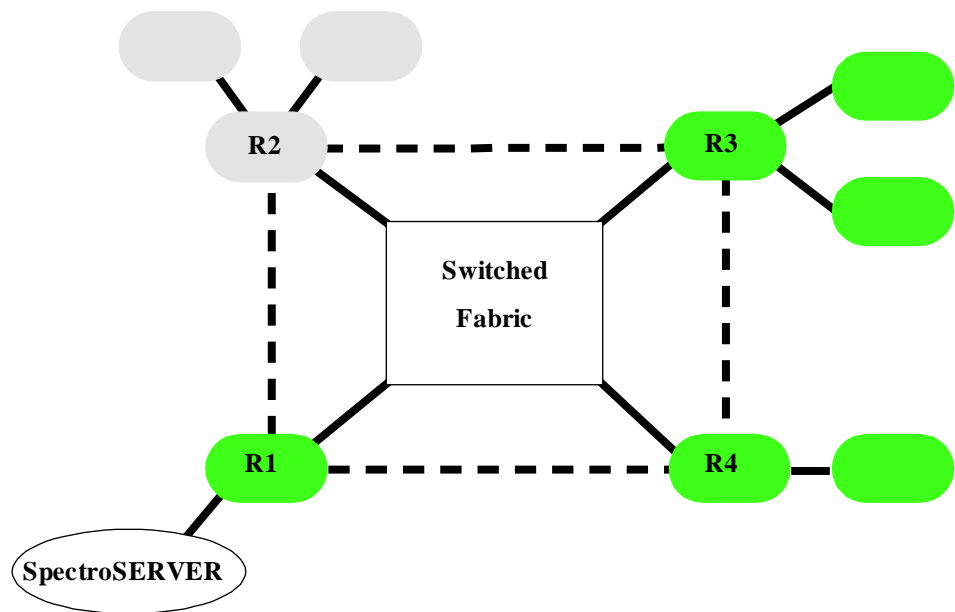 R2
R3
Switched
Fabric
R1
R4
SpectroSERVER